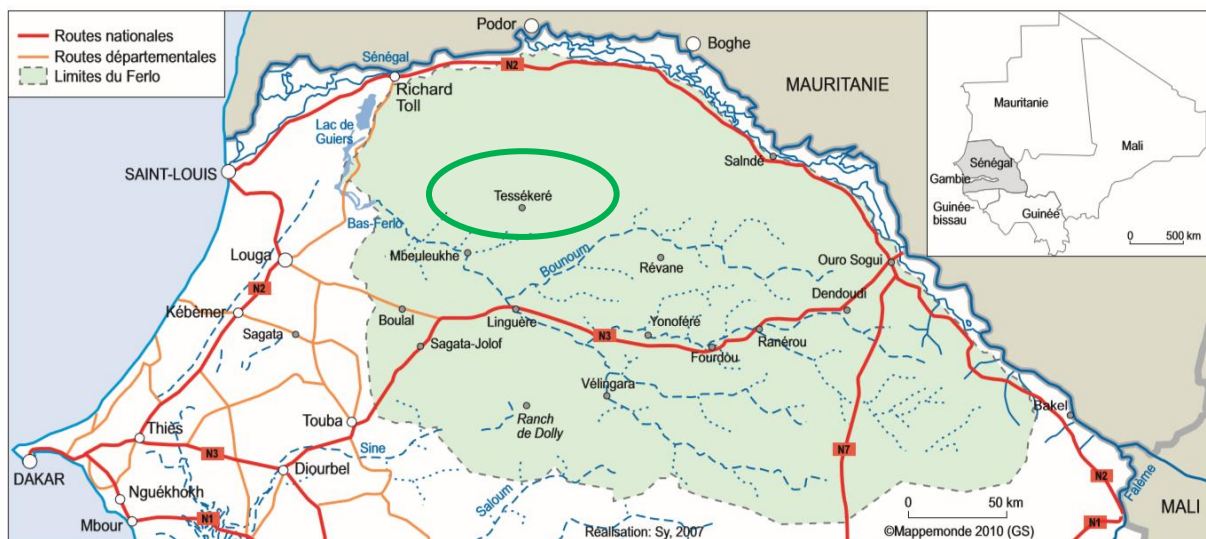 Routes nationales
Routes départementales
Limites du Ferlo
Podor
Boghe
Sénégal
N2
Richard
Toll
MAURITANIE
Lac de
Guiers
SAINT-LOUIS
Salndé
Tessékeré
Bas-Ferlo
Mbeuleukhe
Bounoum
Révane
Ouro Sogui
Louga
N2
Dendoudi
Kébèmer
Boulal
Linguère
Yonoféré
N3
Ranérou
Sagata
Sagata-Jolof
Fourdou
Vélingara
Ranch
de Dolly
Touba
Bakel
Thiès
Sine
N3
N7
DAKAR
Diourbel
N2
Falémé
Nguékhokh
Saloum
0 50 km
MALI
Mbour
N1
N1
Réalisation: Sy, 2007
©Mappemonde 2010 (GS)
Mauritanie
Mali
Sénégal
Gambie
Guinée-
bissau
Guinée
0 500 km